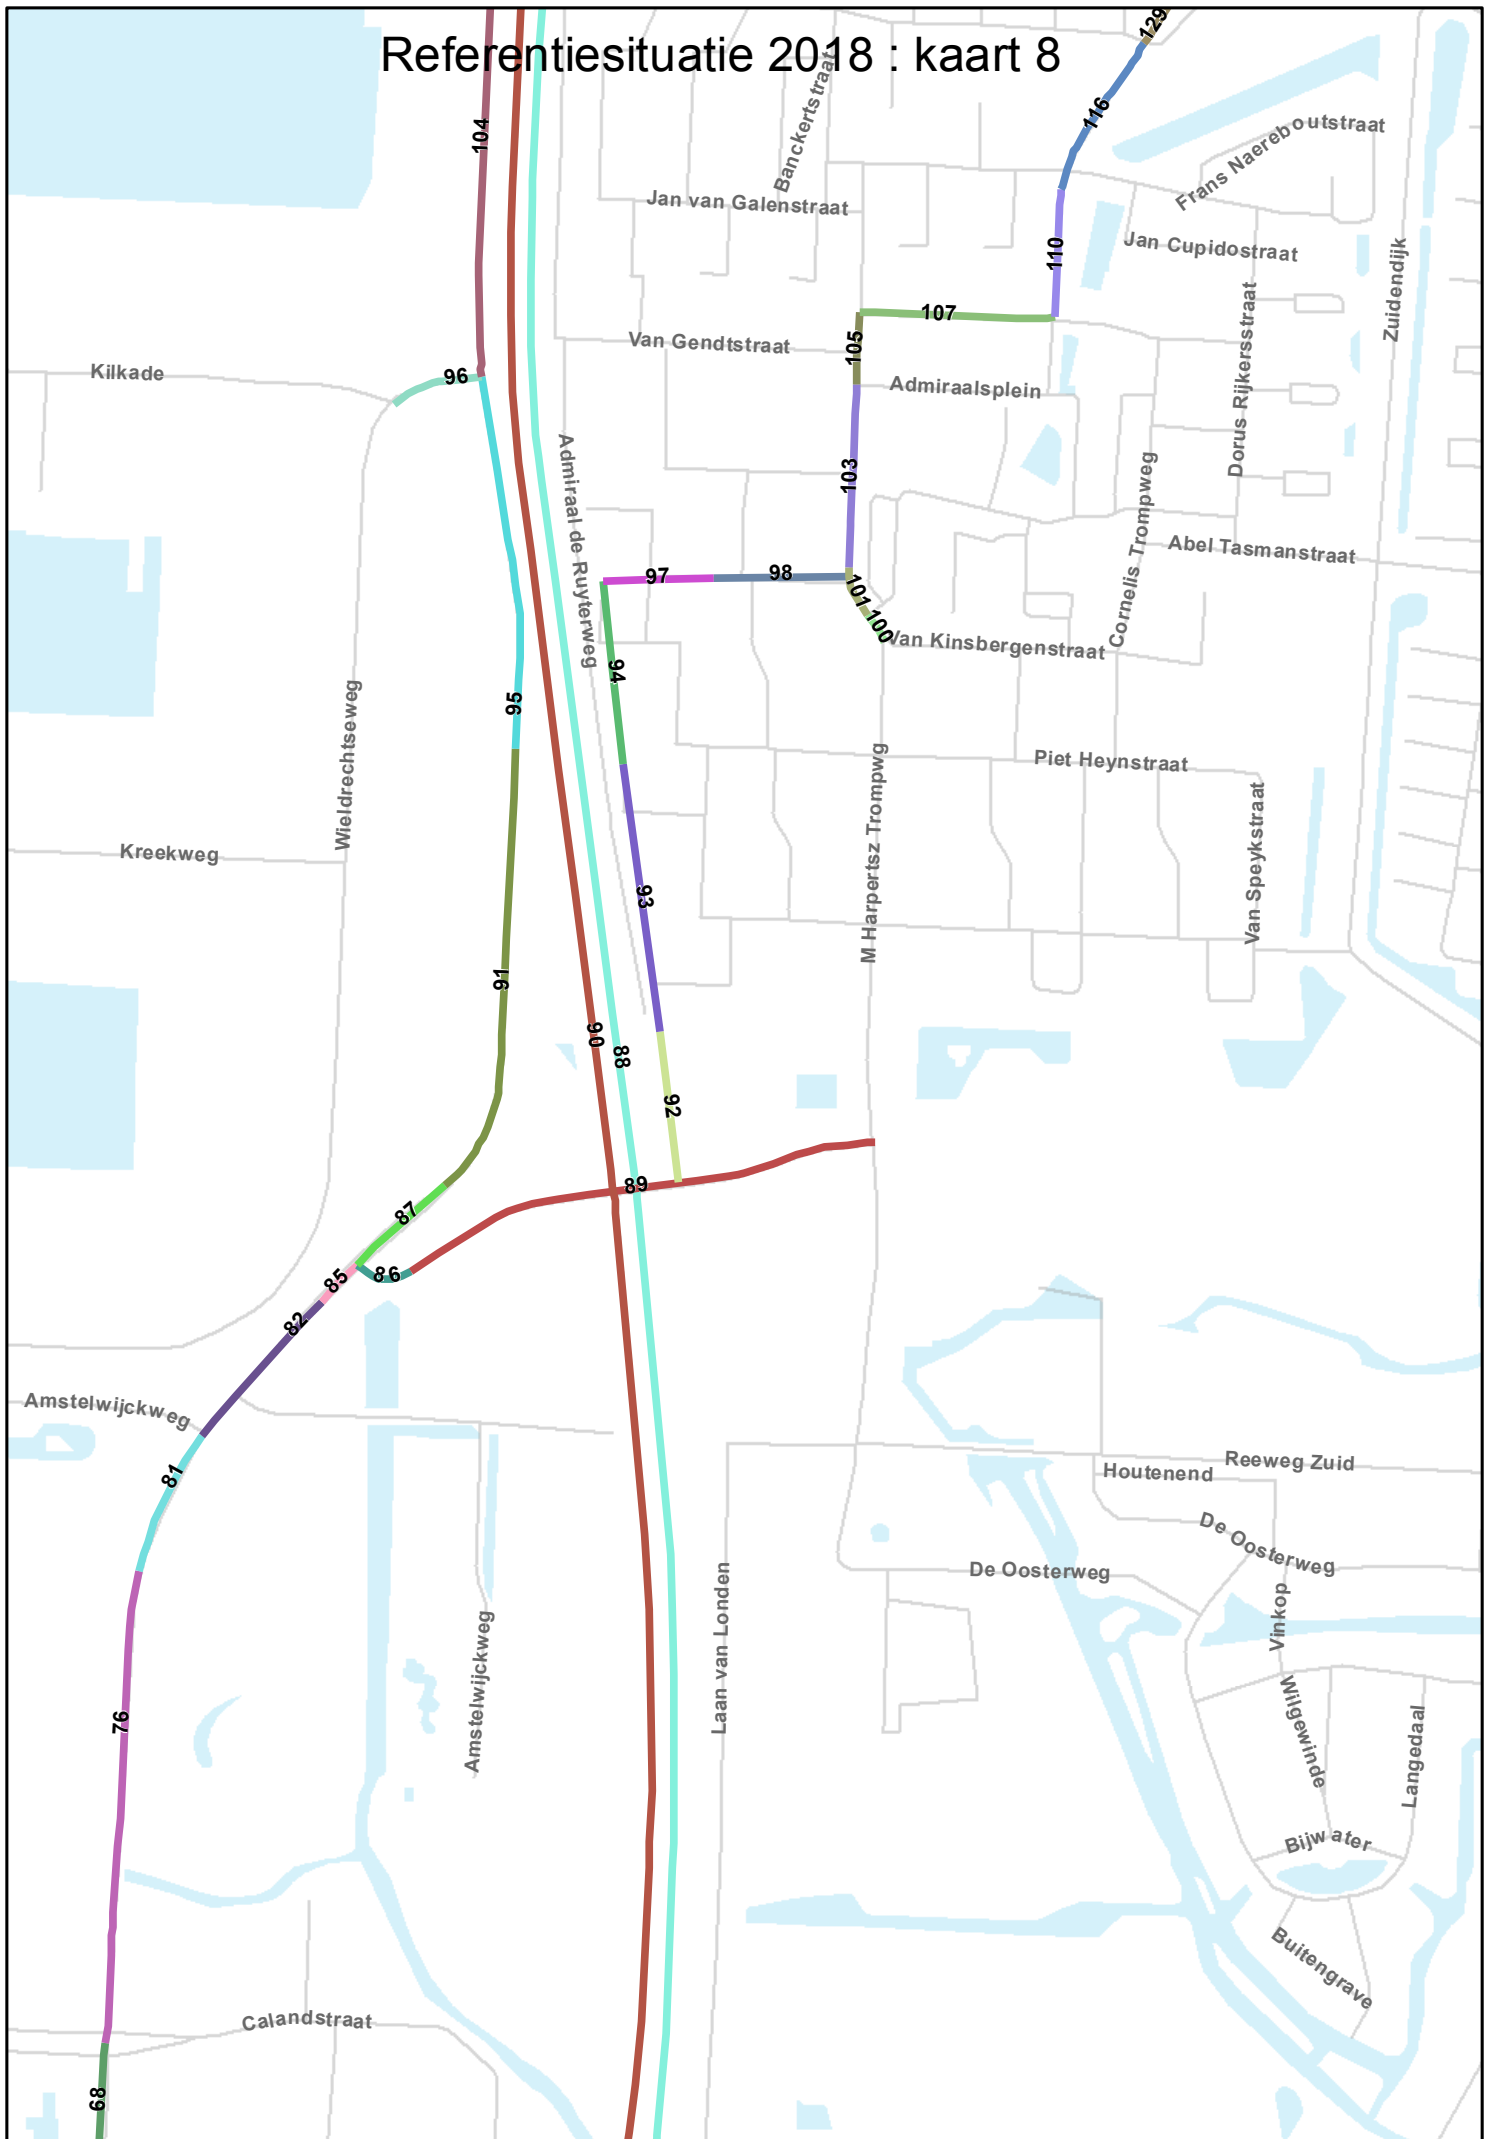 Referentiesituatie 2018 : kaart 8
129
104
116
Banckertstraat
Frans Naereboutstraat
Jan van Galenstraat
Jan Cupidostraat
110
Zuidendijk
107
Van Gendtstraat
105
Dorus Rijkersstraat
Kilkade
96
Admiraalsplein
Admiraal de Ruyterweg
103
Cornelis Trompweg
Abel Tasmanstraat
97
98
101
100
Van Kinsbergenstraat
94
95
Wieldrechtseweg
Piet Heynstraat
M Harpertsz Trompwg
Van Speykstraat
Kreekweg
93
91
90
88
92
89
87
86
85
82
Amstelwijckweg
81
Reeweg Zuid
Houtenend
De Oosterweg
De Oosterweg
Laan van Londen
Vinkop
Amstelwijckweg
76
Wilgewinde
Langedaal
Bijwater
Buitengrave
Calandstraat
68